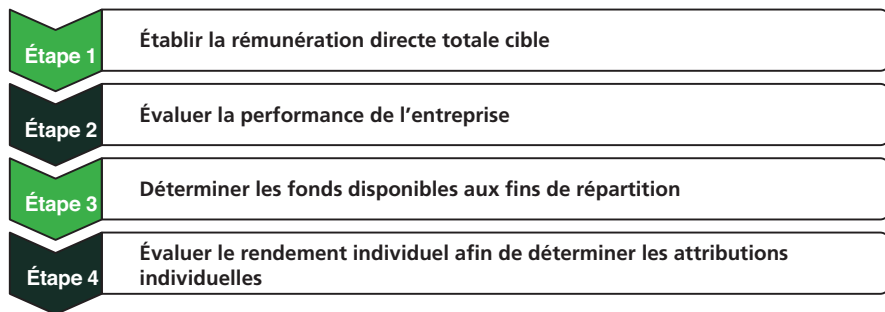 Étape 1
Établir la rémunération directe totale cible
Étape 2
Évaluer la performance de l’entreprise
Étape 3
Déterminer les fonds disponibles aux fins de répartition
Étape 4
Évaluer le rendement individuel afin de déterminer les attributions
individuelles